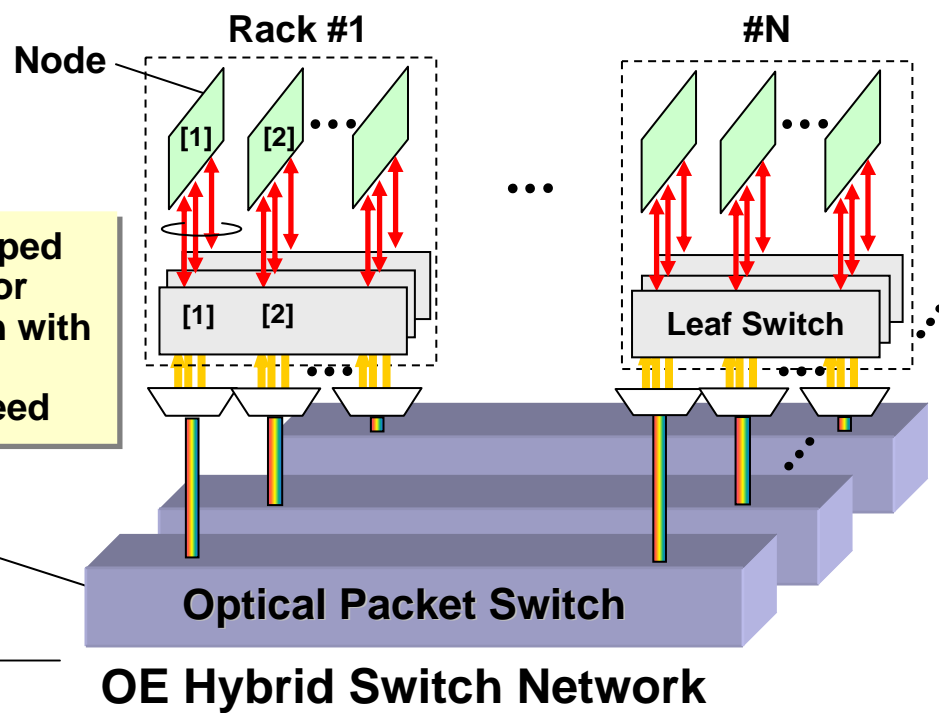 Rack #1
#N
Node
[1]
[2]
ped
or
n with
eed
[1]
[2]
Leaf Switch
Optical Packet Switch
OE Hybrid Switch Network